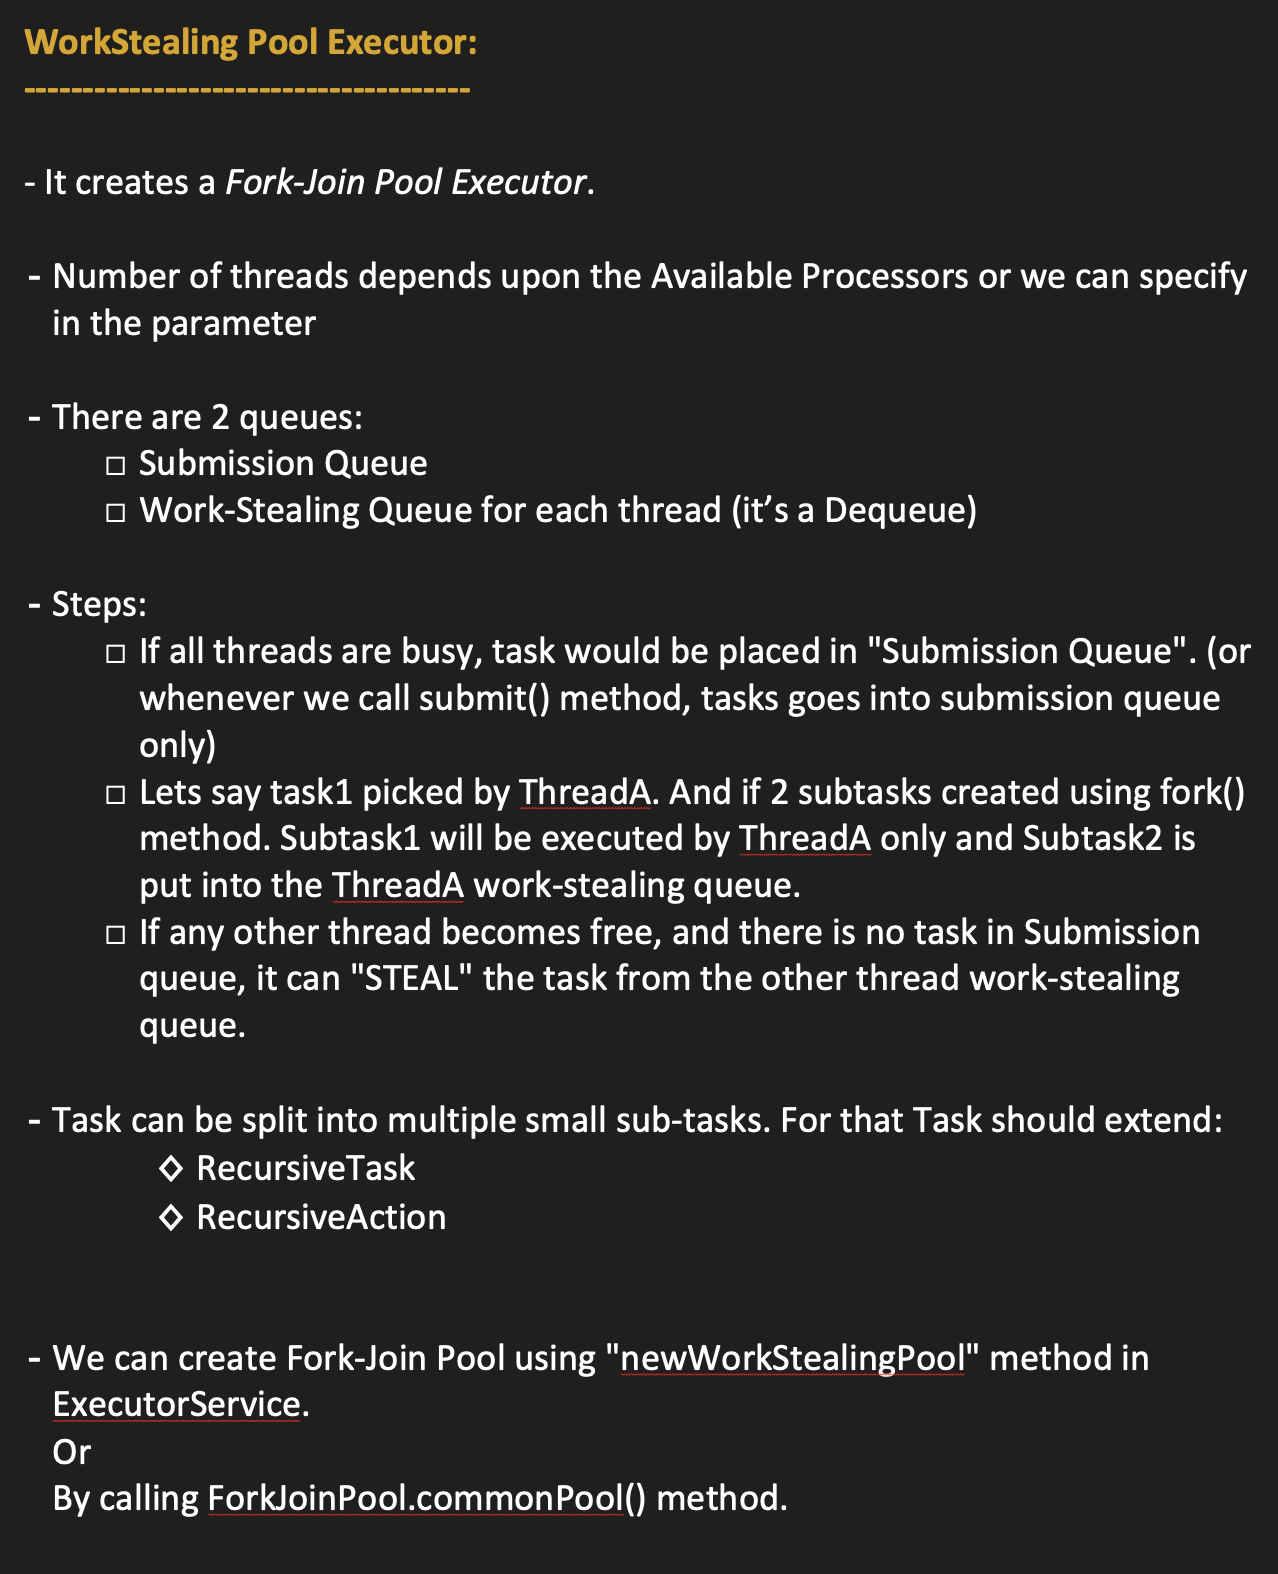 WorkStealing Pool Executor:
--------------------------------------
- It creates a Fork-Join Pool Executor.
- Number of threads depends upon the Available Processors or we can specify
in the parameter
- There are 2 queues:
□ Submission Queue
□ Work-Stealing Queue for each thread (it's a Dequeue)
- Steps:
□ If all threads are busy, task would be placed in "Submission Queue". (or
whenever we call submit() method, tasks goes into submission queue
only)
□ Lets say task1 picked by ThreadA. And if 2 subtasks created using fork()
method. Subtask1 will be executed by ThreadA only and Subtask2 is
put into the ThreadA work-stealing queue.
□ If any other thread becomes free, and there is no task in Submission
queue, it can "STEAL" the task from the other thread work-stealing
queue.
- Task can be split into multiple small sub-tasks. For that Task should extend:
◊ RecursiveTask
◊ RecursiveAction
- We can create Fork-Join Pool using "newWorkStealingPool" method in
ExecutorService.
Or
By calling ForkJoinPool.commonPool() method.